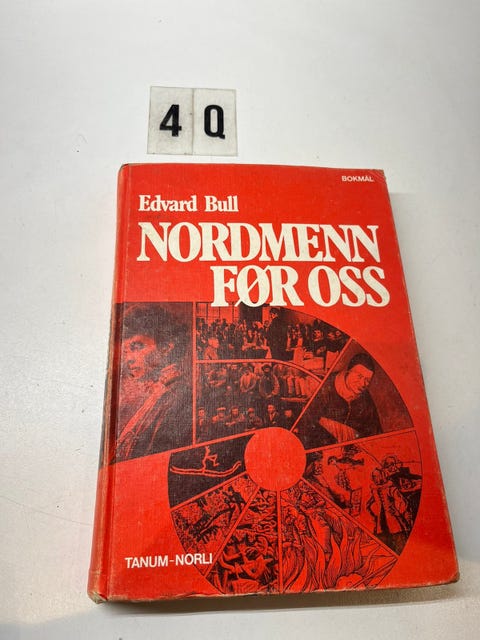 4 Q
BOKMÅL
Edvard Bull
NORDMENN
FØR OSS
TANUM-NORLI